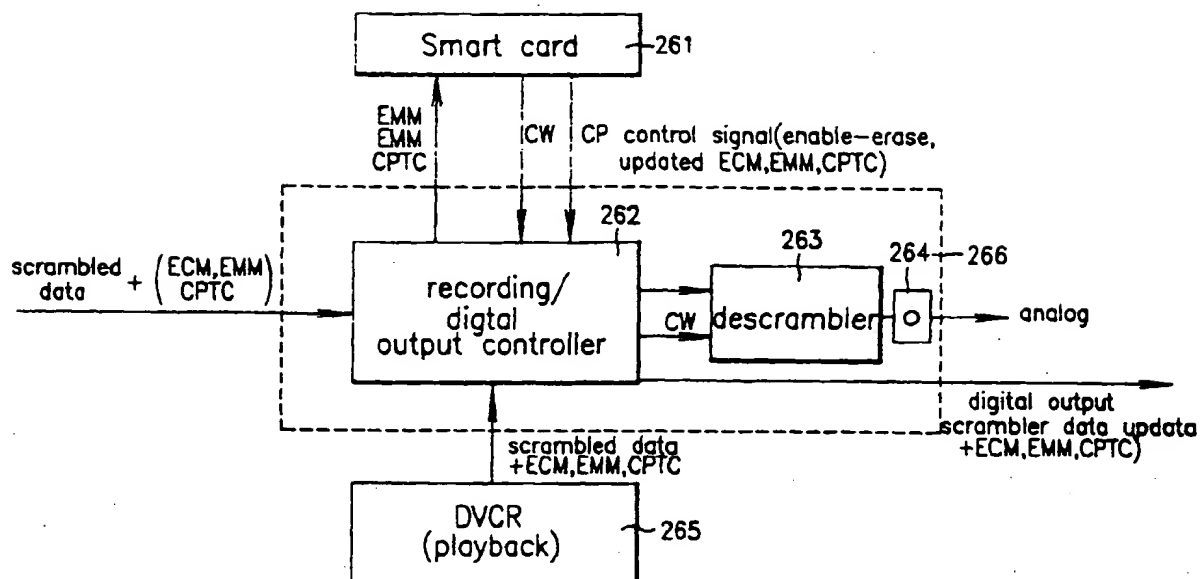 Smart card
261
EMM
EMM
CPTC
CW
CP control signal(enable-erase,
updated ECM,EMM,CPTC)
262
263
264
266
scrambled
data
+
(ECM,EMM
CPTC)
recording/
digtal
output controller
CW
descrambler
analog
digital output
scrambler data updata
+ECM,EMM,CPTC)
scrambled data
+ECM,EMM,CPTC
DVCR
(playback)
265